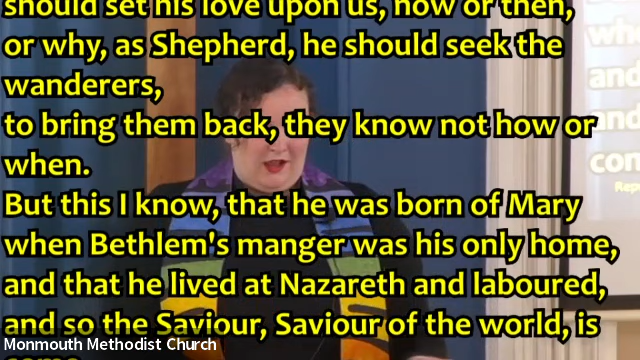 should set his love upon us, now or then,
or why, as Shepherd, he should seek the
wanderers,
to bring them back, they know not how or
when.
But this I know, that he was born of Mary
when Bethlem's manger was his only home,
and that he lived at Nazareth and laboured,
and so the Saviour, Saviour of the world, is
come
Monmouth Methodist Church
and